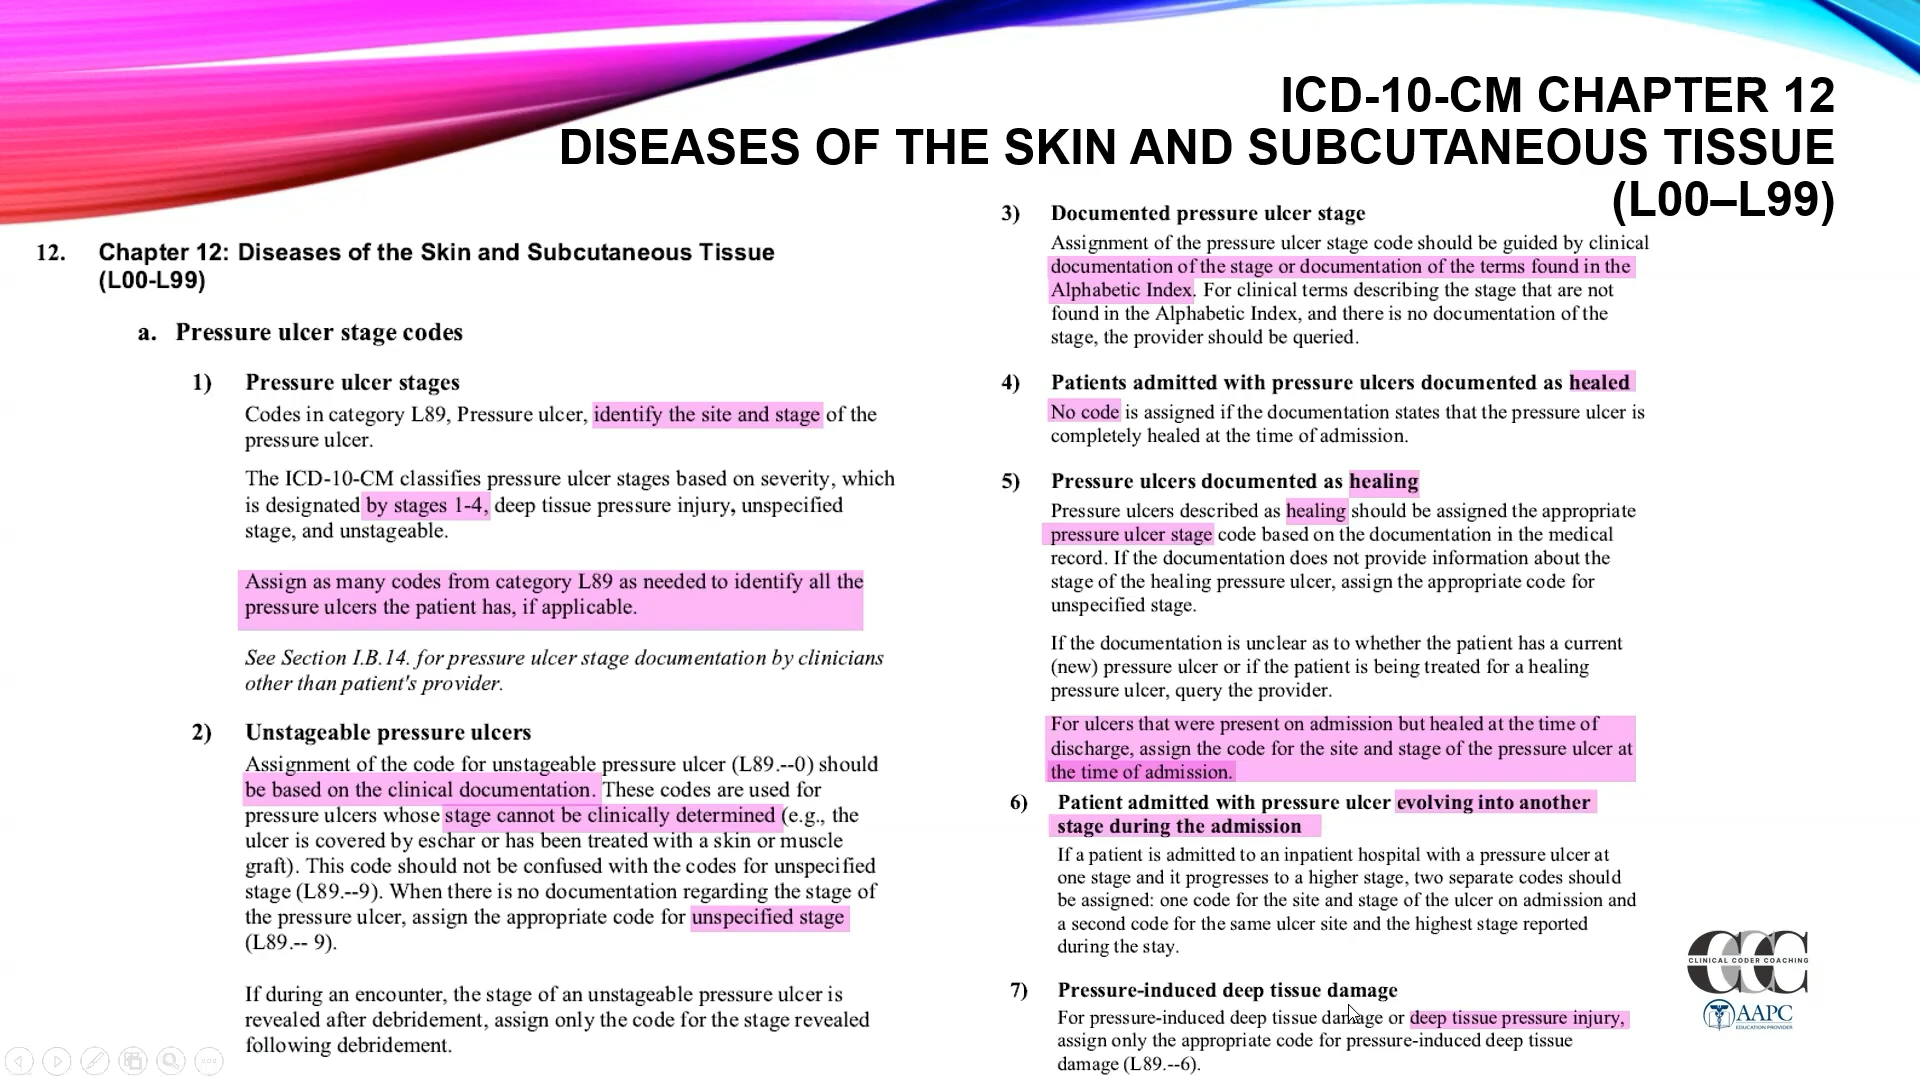 ICD-10-CM CHAPTER 12
DISEASES OF THE SKIN AND SUBCUTANEOUS TISSUE
(L00–L99)
12. Chapter 12: Diseases of the Skin and Subcutaneous Tissue
(L00-L99)
a. Pressure ulcer stage codes
1) Pressure ulcer stages
Codes in category L89, Pressure ulcer, identify the site and stage of the
pressure ulcer.
The ICD-10-CM classifies pressure ulcer stages based on severity, which
is designated by stages 1-4, deep tissue pressure injury, unspecified
stage, and unstageable.
Assign as many codes from category L89 as needed to identify all the
pressure ulcers the patient has, if applicable.
See Section I.B.14. for pressure ulcer stage documentation by clinicians
other than patient's provider.
2) Unstageable pressure ulcers
Assignment of the code for unstageable pressure ulcer (L89.--0) should
be based on the clinical documentation. These codes are used for
pressure ulcers whose stage cannot be clinically determined (e.g., the
ulcer is covered by eschar or has been treated with a skin or muscle
graft). This code should not be confused with the codes for unspecified
stage (L89.--9). When there is no documentation regarding the stage of
the pressure ulcer, assign the appropriate code for unspecified stage
(L89.-- 9).
If during an encounter, the stage of an unstageable pressure ulcer is
revealed after debridement, assign only the code for the stage revealed
following debridement.
3) Documented pressure ulcer stage
Assignment of the pressure ulcer stage code should be guided by clinical
documentation of the stage or documentation of the terms found in the
Alphabetic Index. For clinical terms describing the stage that are not
found in the Alphabetic Index, and there is no documentation of the
stage, the provider should be queried.
4) Patients admitted with pressure ulcers documented as healed
No code is assigned if the documentation states that the pressure ulcer is
completely healed at the time of admission.
5) Pressure ulcers documented as healing
Pressure ulcers described as healing should be assigned the appropriate
pressure ulcer stage code based on the documentation in the medical
record. If the documentation does not provide information about the
stage of the healing pressure ulcer, assign the appropriate code for
unspecified stage.
If the documentation is unclear as to whether the patient has a current
(new) pressure ulcer or if the patient is being treated for a healing
pressure ulcer, query the provider.
For ulcers that were present on admission but healed at the time of
discharge, assign the code for the site and stage of the pressure ulcer at
the time of admission.
6) Patient admitted with pressure ulcer evolving into another
stage during the admission
If a patient is admitted to an inpatient hospital with a pressure ulcer at
one stage and it progresses to a higher stage, two separate codes should
be assigned: one code for the site and stage of the ulcer on admission and
a second code for the same ulcer site and the highest stage reported
during the stay.
7) Pressure-induced deep tissue damage
For pressure-induced deep tissue damage or deep tissue pressure injury,
assign only the appropriate code for pressure-induced deep tissue
damage (L89.--6).
CCC
CLINICAL CODER COACHING
AAPC
EDUCATION PROVIDER